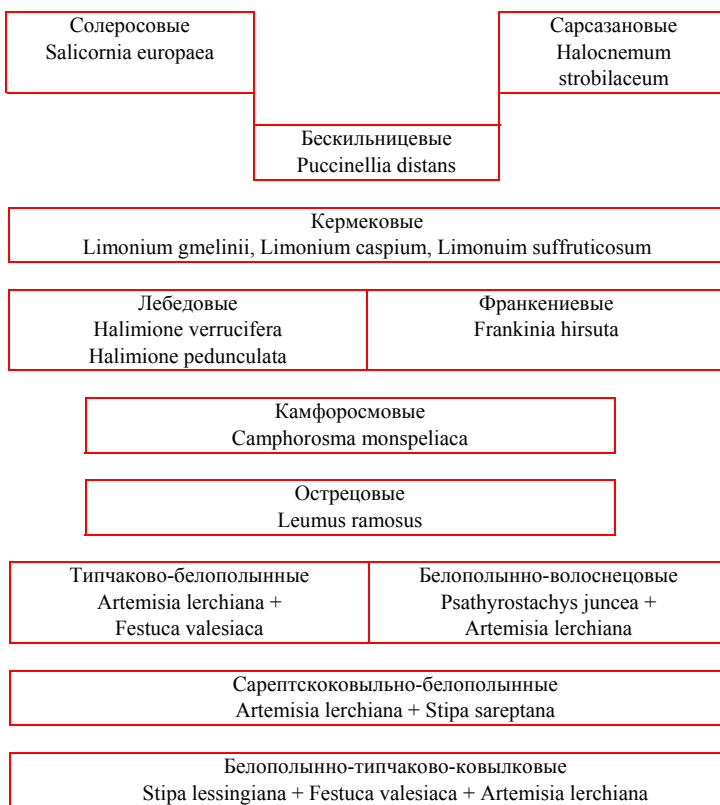 Солеросовые
Salicornia europaea
Сарсазановые
Halocnemum
strobilaceum
Бескильницевые
Puccinellia distans
Кермековые
Limonium gmelinii, Limonium caspium, Limonuim suffruticosum
Лебедовые
Halimione verrucifera
Halimione pedunculata
Франкениевые
Frankinia hirsuta
Камфоросмовые
Camphorosma monspeliaca
Острецовые
Leumus ramosus
Типчаково-белополынные
Artemisia lerchiana +
Festuca valesiaca
Белополынно-волоснецовые
Psathyrostachys juncea +
Artemisia lerchiana
Сарептскоковыльно-белополынные
Artemisia lerchiana + Stipa sareptana
Белополынно-типчаково-ковылковые
Stipa lessingiana + Festuca valesiaca + Artemisia lerchiana